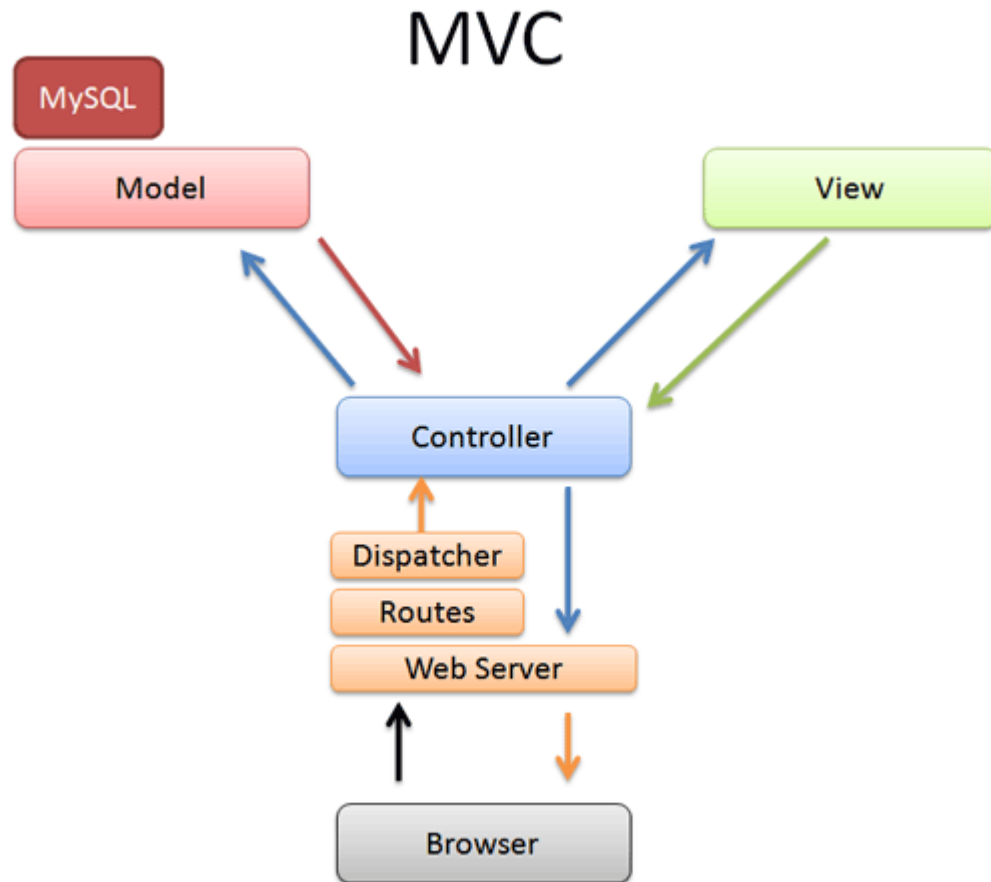 MVC
MySQL
Model
View
Controller
Dispatcher
Routes
Web Server
Browser